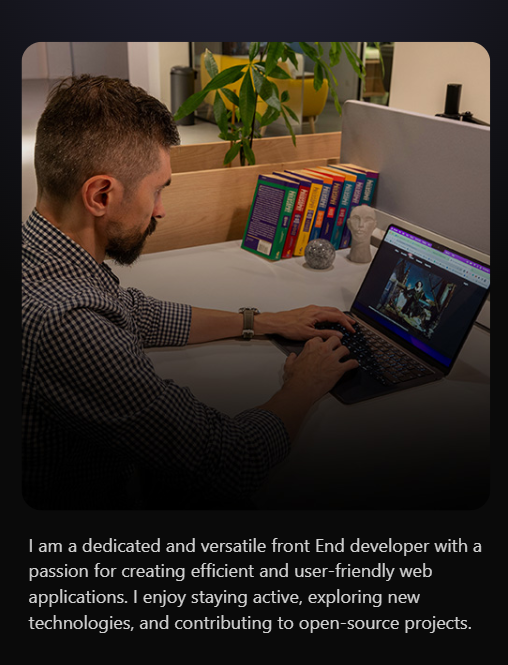 I am a dedicated and versatile front End developer with a
passion for creating efficient and user-friendly web
applications. I enjoy staying active, exploring new
technologies, and contributing to open-source projects.